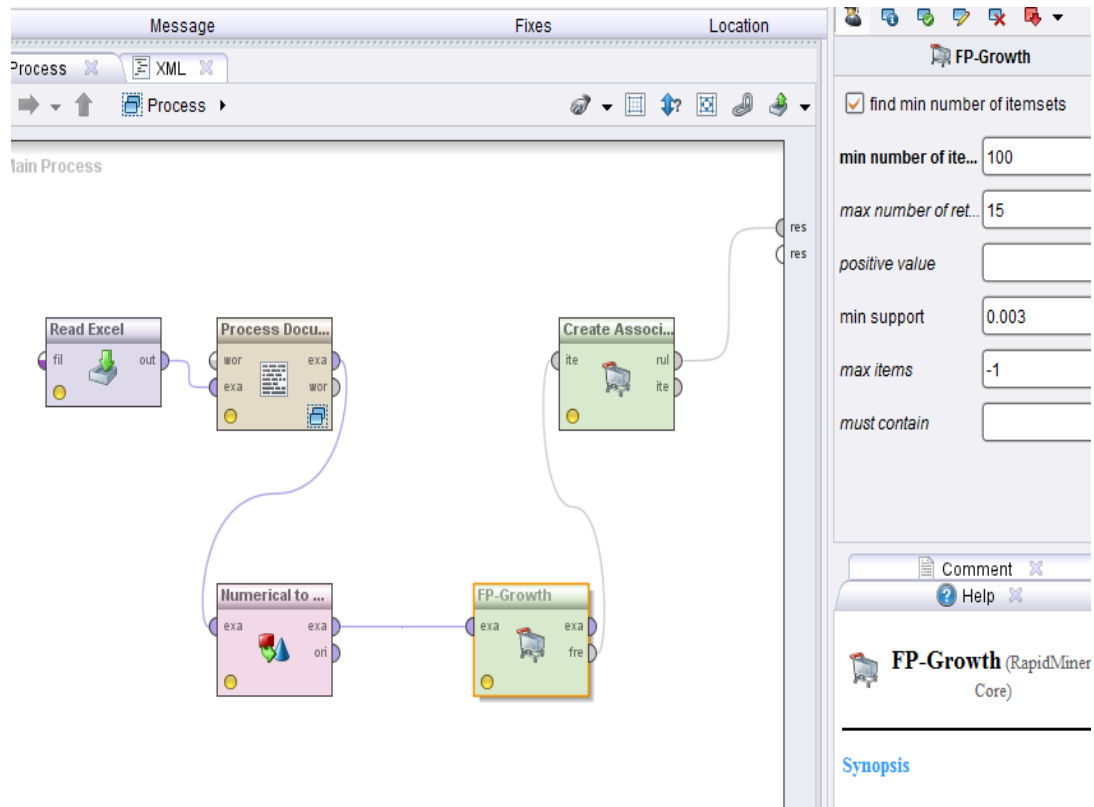 Message Fixes Location
Process XML
Process
Main Process
res
res
Read Excel
fil out
Process Docu...
wor exa
exa wor
Create Associ...
ite rul
ite
Numerical to ...
exa exa
ori
FP-Growth
exa exa
fre
FP-Growth
find min number of itemsets
min number of ite... 100
max number of ret... 15
positive value
min support 0.003
max items -1
must contain
Comment
Help
FP-Growth (RapidMiner
Core)
Synopsis